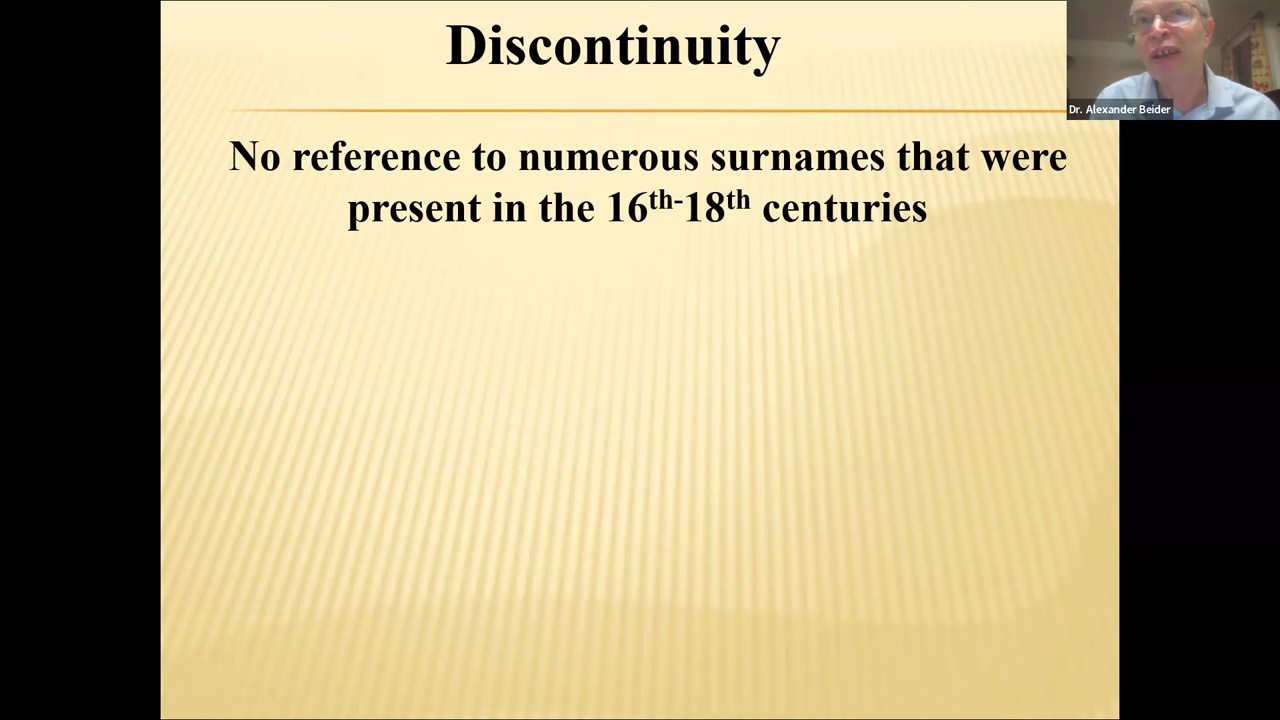 Discontinuity
Dr. Alexander Beider
No reference to numerous surnames that were
present in the 16th-18th centuries